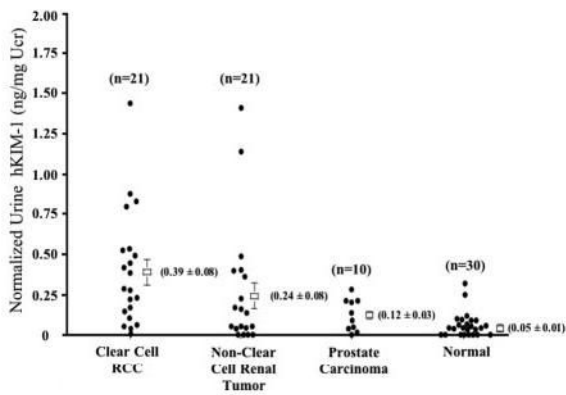 Normalized Urine hKIM-1 (ng/mg Ucr)
2.00
1.50
1.25
1.00
0.75
0.50
0.25
0
(n=21)
(n=21)
(n=10)
(n=30)
(0.39 ± 0.08)
(0.24 ± 0.08)
(0.12 ± 0.03)
(0.05 ± 0.01)
Clear Cell
RCC
Non-Clear
Cell Renal
Tumor
Prostate
Carcinoma
Normal